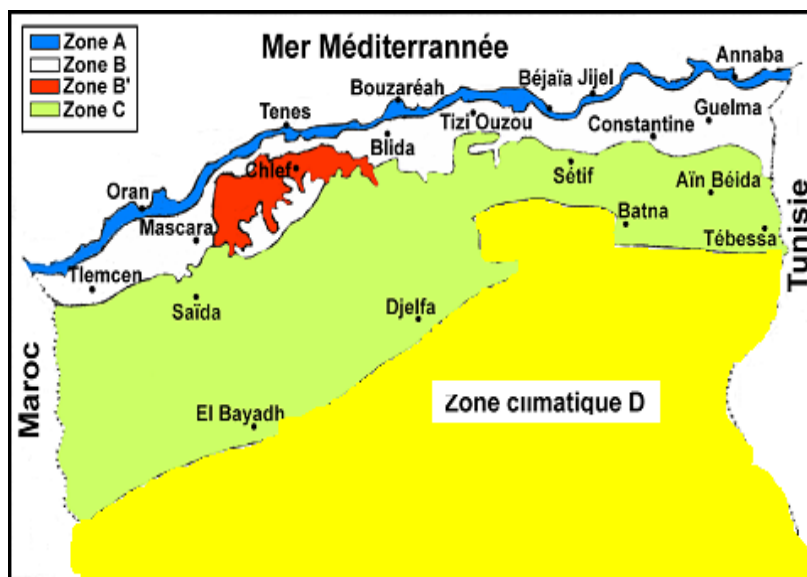 Zone A
Zone B
Zone B'
Zone C
Mer Méditerrannée
Annaba
Bouzaréah
Béjaïa
Jijel
Tenes
Tizi Ouzou
Constantine
Guelma
Blida
Chlef
Sétif
Aïn Béida
Oran
Mascara
Batna
Tébessa
Tlemcen
Saïda
Djelfa
El Bayadh
Zone climatique D
Maroc
Tunisie